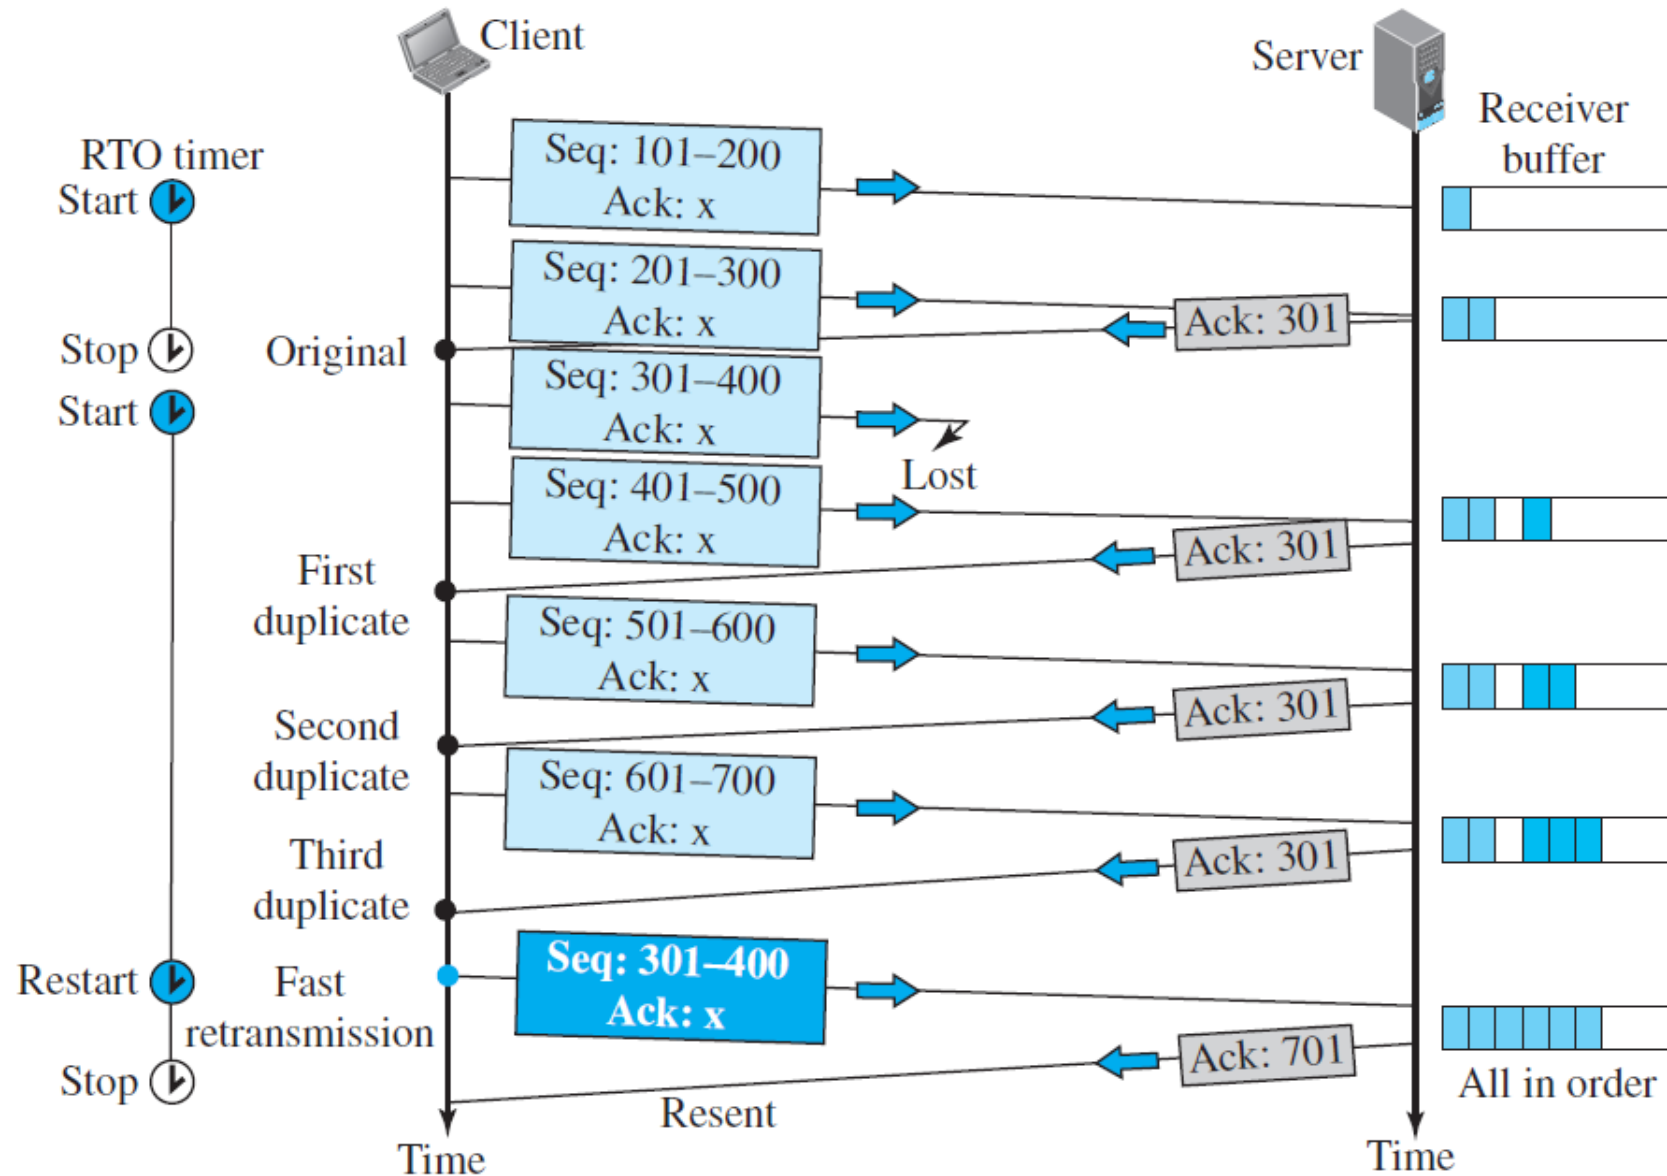 Client
Server
Receiver
buffer
RTO timer
Start
Seq: 101–200
Ack: x
Seq: 201–300
Ack: x
Ack: 301
Stop
Original
Start
Seq: 301–400
Ack: x
Lost
Seq: 401–500
Ack: x
Ack: 301
First
duplicate
Seq: 501–600
Ack: x
Ack: 301
Second
duplicate
Seq: 601–700
Ack: x
Ack: 301
Third
duplicate
Restart
Fast
retransmission
Seq: 301–400
Ack: x
Ack: 701
All in order
Stop
Resent
Time
Time